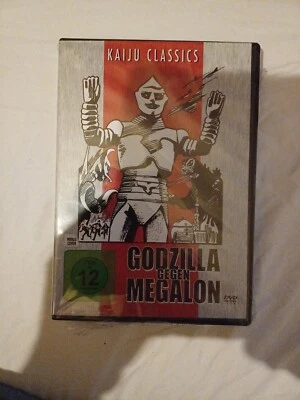 KAIJU CLASSICS
12
GODZILLA
GEGEN
MEGALON